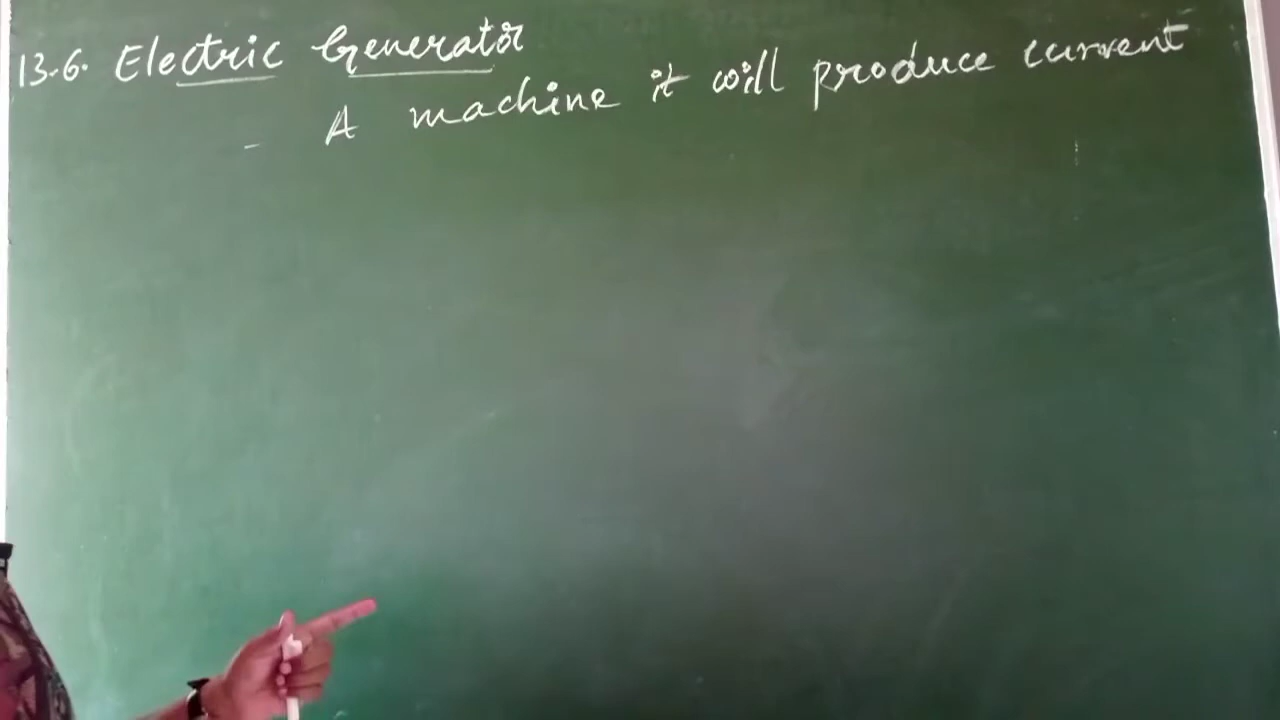 13.6. Electric Generator
- A machine it will produce current